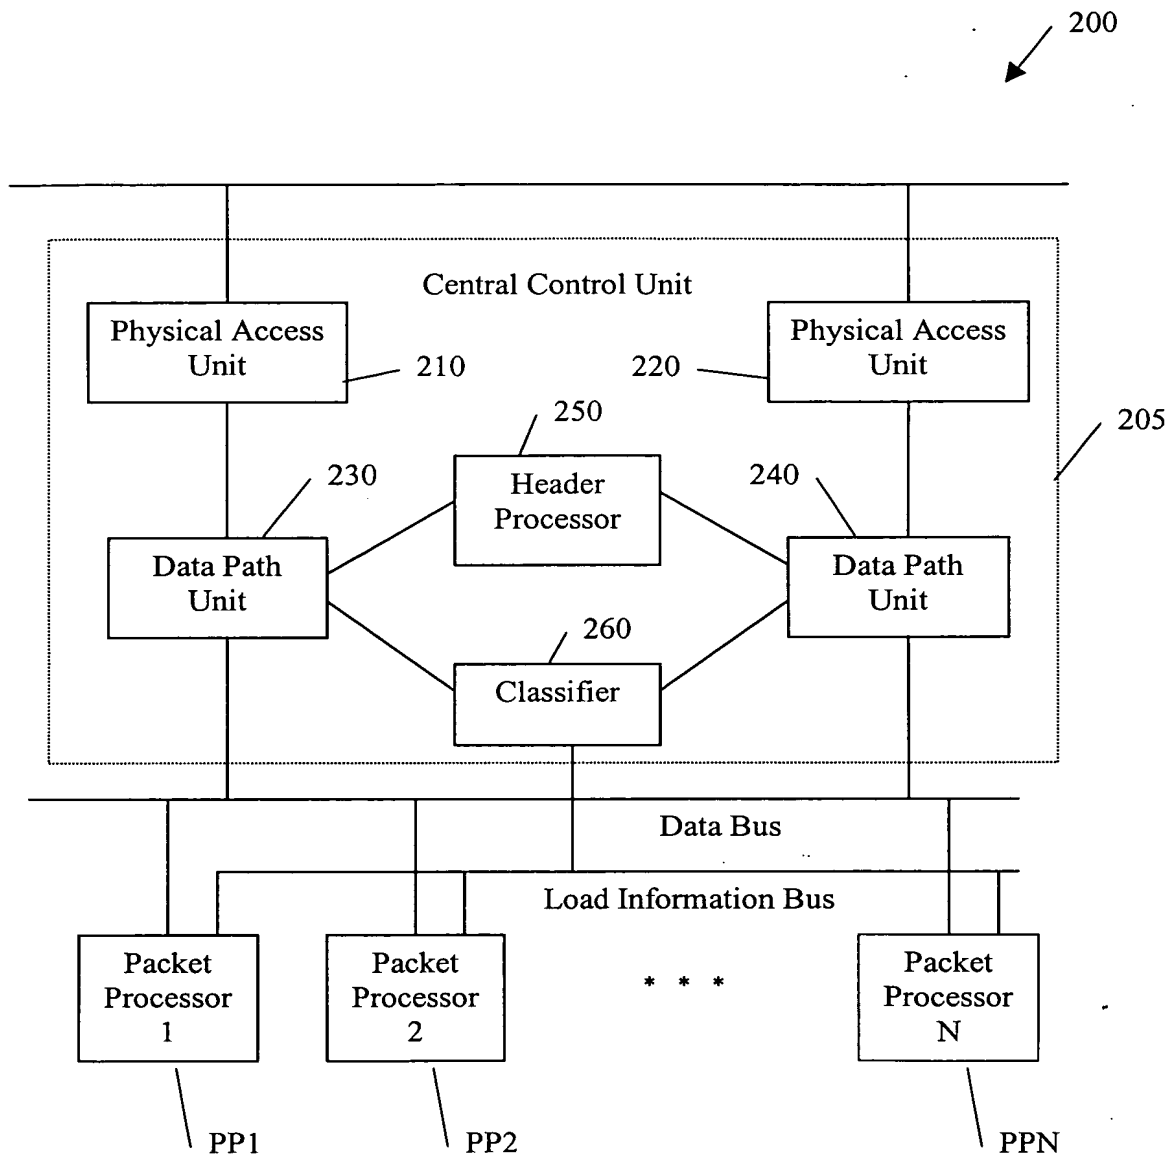 200
Central Control Unit
Physical Access
Unit
210
220
Physical Access
Unit
205
250
230
Header
Processor
240
Data Path
Unit
Data Path
Unit
260
Classifier
Data Bus
Load Information Bus
Packet
Processor
1
Packet
Processor
2
* * *
Packet
Processor
N
PP1
PP2
PPN